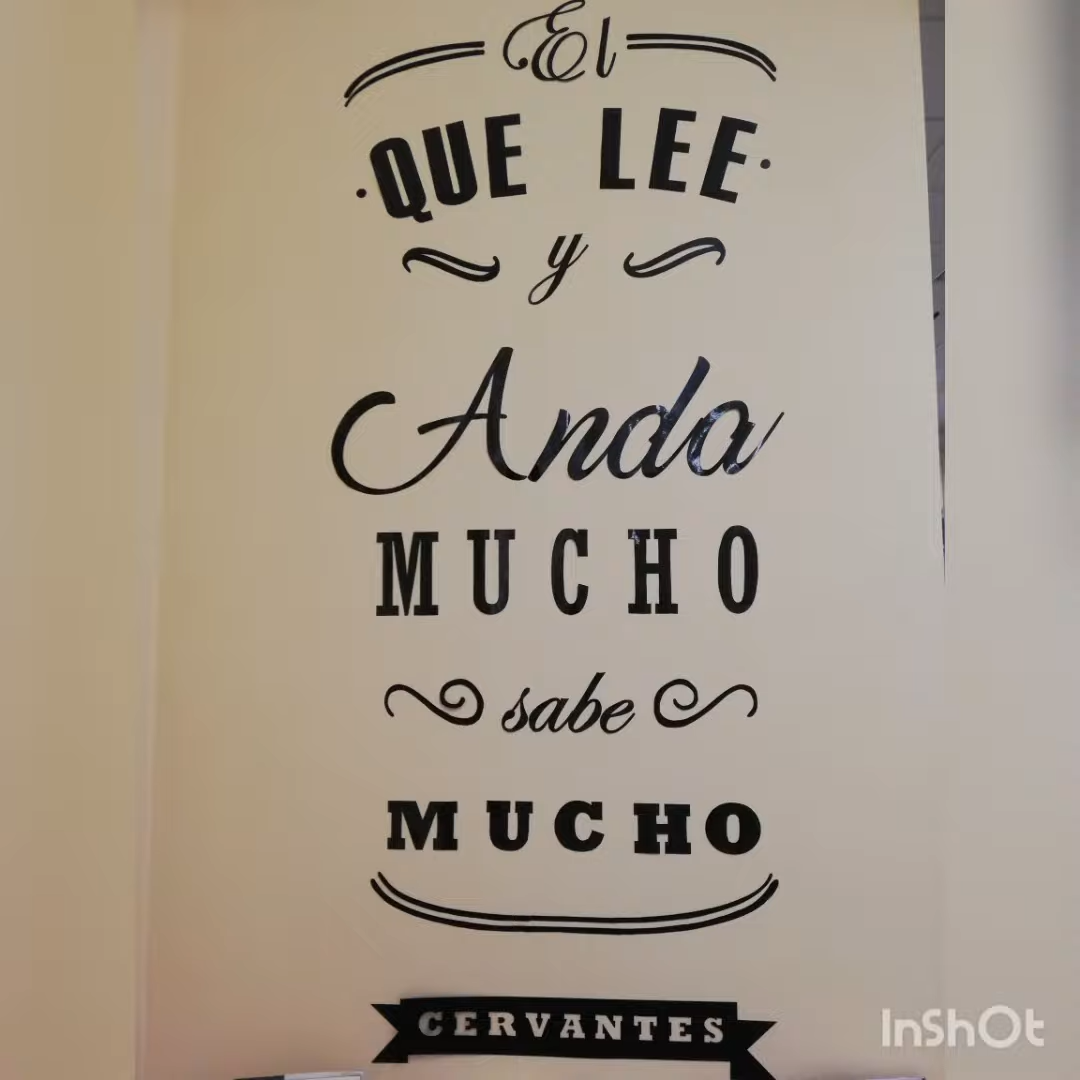 El
QUE LEE
y
Anda
MUCHO
sabe
MUCHO
CERVANTES
InShOt